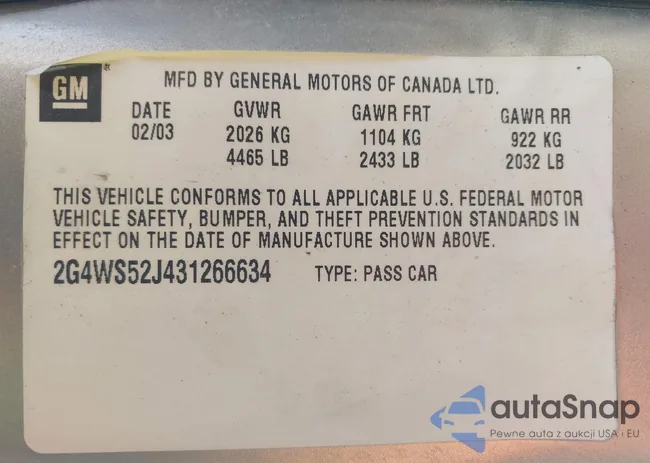 GM
MFD BY GENERAL MOTORS OF CANADA LTD.
DATE GVWR GAWR FRT GAWR RR
02/03 2026 KG 1104 KG 922 KG
4465 LB 2433 LB 2032 LB
THIS VEHICLE CONFORMS TO ALL APPLICABLE U.S. FEDERAL MOTOR
VEHICLE SAFETY, BUMPER, AND THEFT PREVENTION STANDARDS IN
EFFECT ON THE DATE OF MANUFACTURE SHOWN ABOVE.
2G4WS52J431266634 TYPE: PASS CAR
autaSnap
Pewne auta z aukcji USA i EU